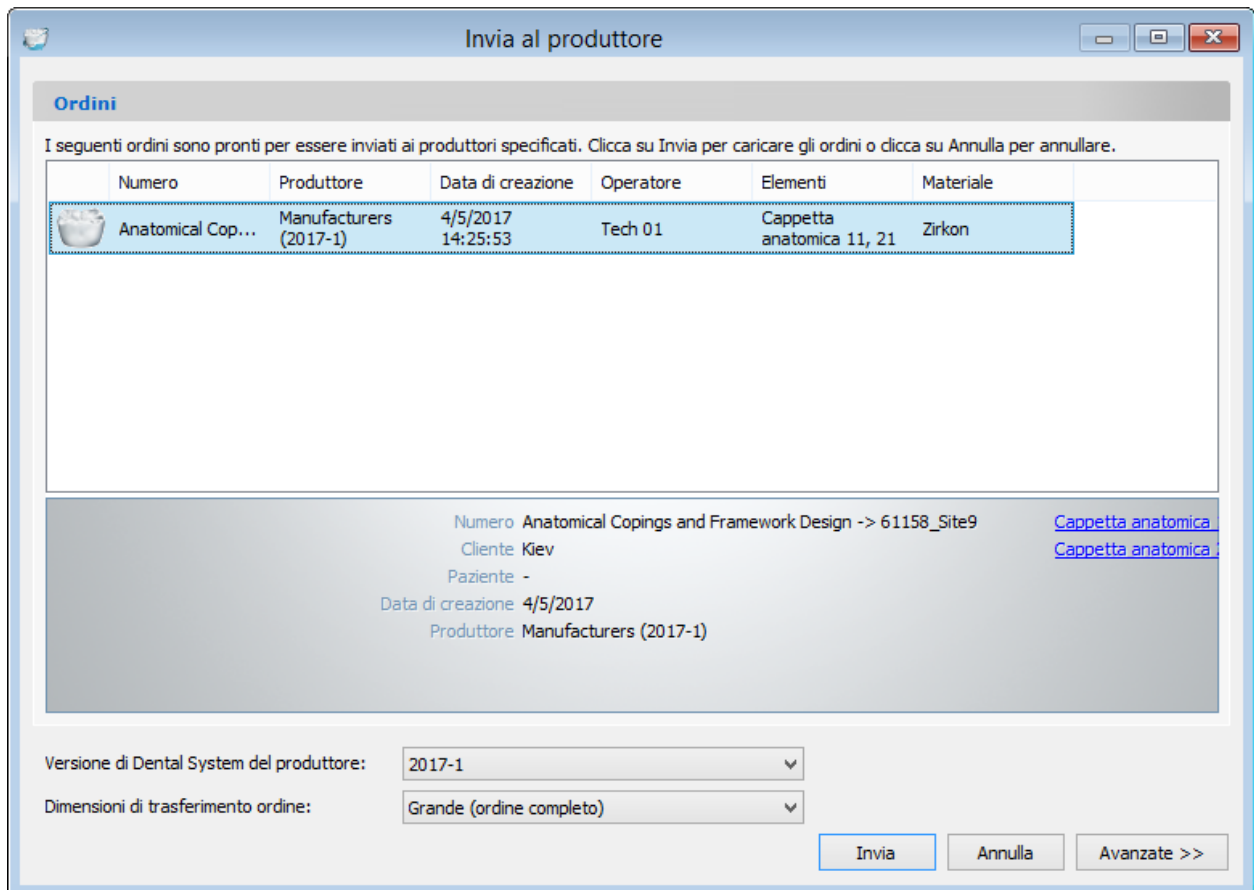 Invia al produttore
Ordini
I seguenti ordini sono pronti per essere inviati ai produttori specificati. Clicca su Invia per caricare gli ordini o clicca su Annulla per annullare.
Numero Produttore Data di creazione Operatore Elementi Materiale
Anatomical Cop... Manufacturers (2017-1) 4/5/2017 14:25:53 Tech 01 Cappetta anatomica 11, 21 Zirkon
Numero Anatomical Copings and Framework Design -> 61158_Site9 Cappetta anatomica
Cliente Kiev Cappetta anatomica
Paziente -
Data di creazione 4/5/2017
Produttore Manufacturers (2017-1)
Versione di Dental System del produttore: 2017-1
Dimensioni di trasferimento ordine: Grande (ordine completo)
Invia Annulla Avanzate >>